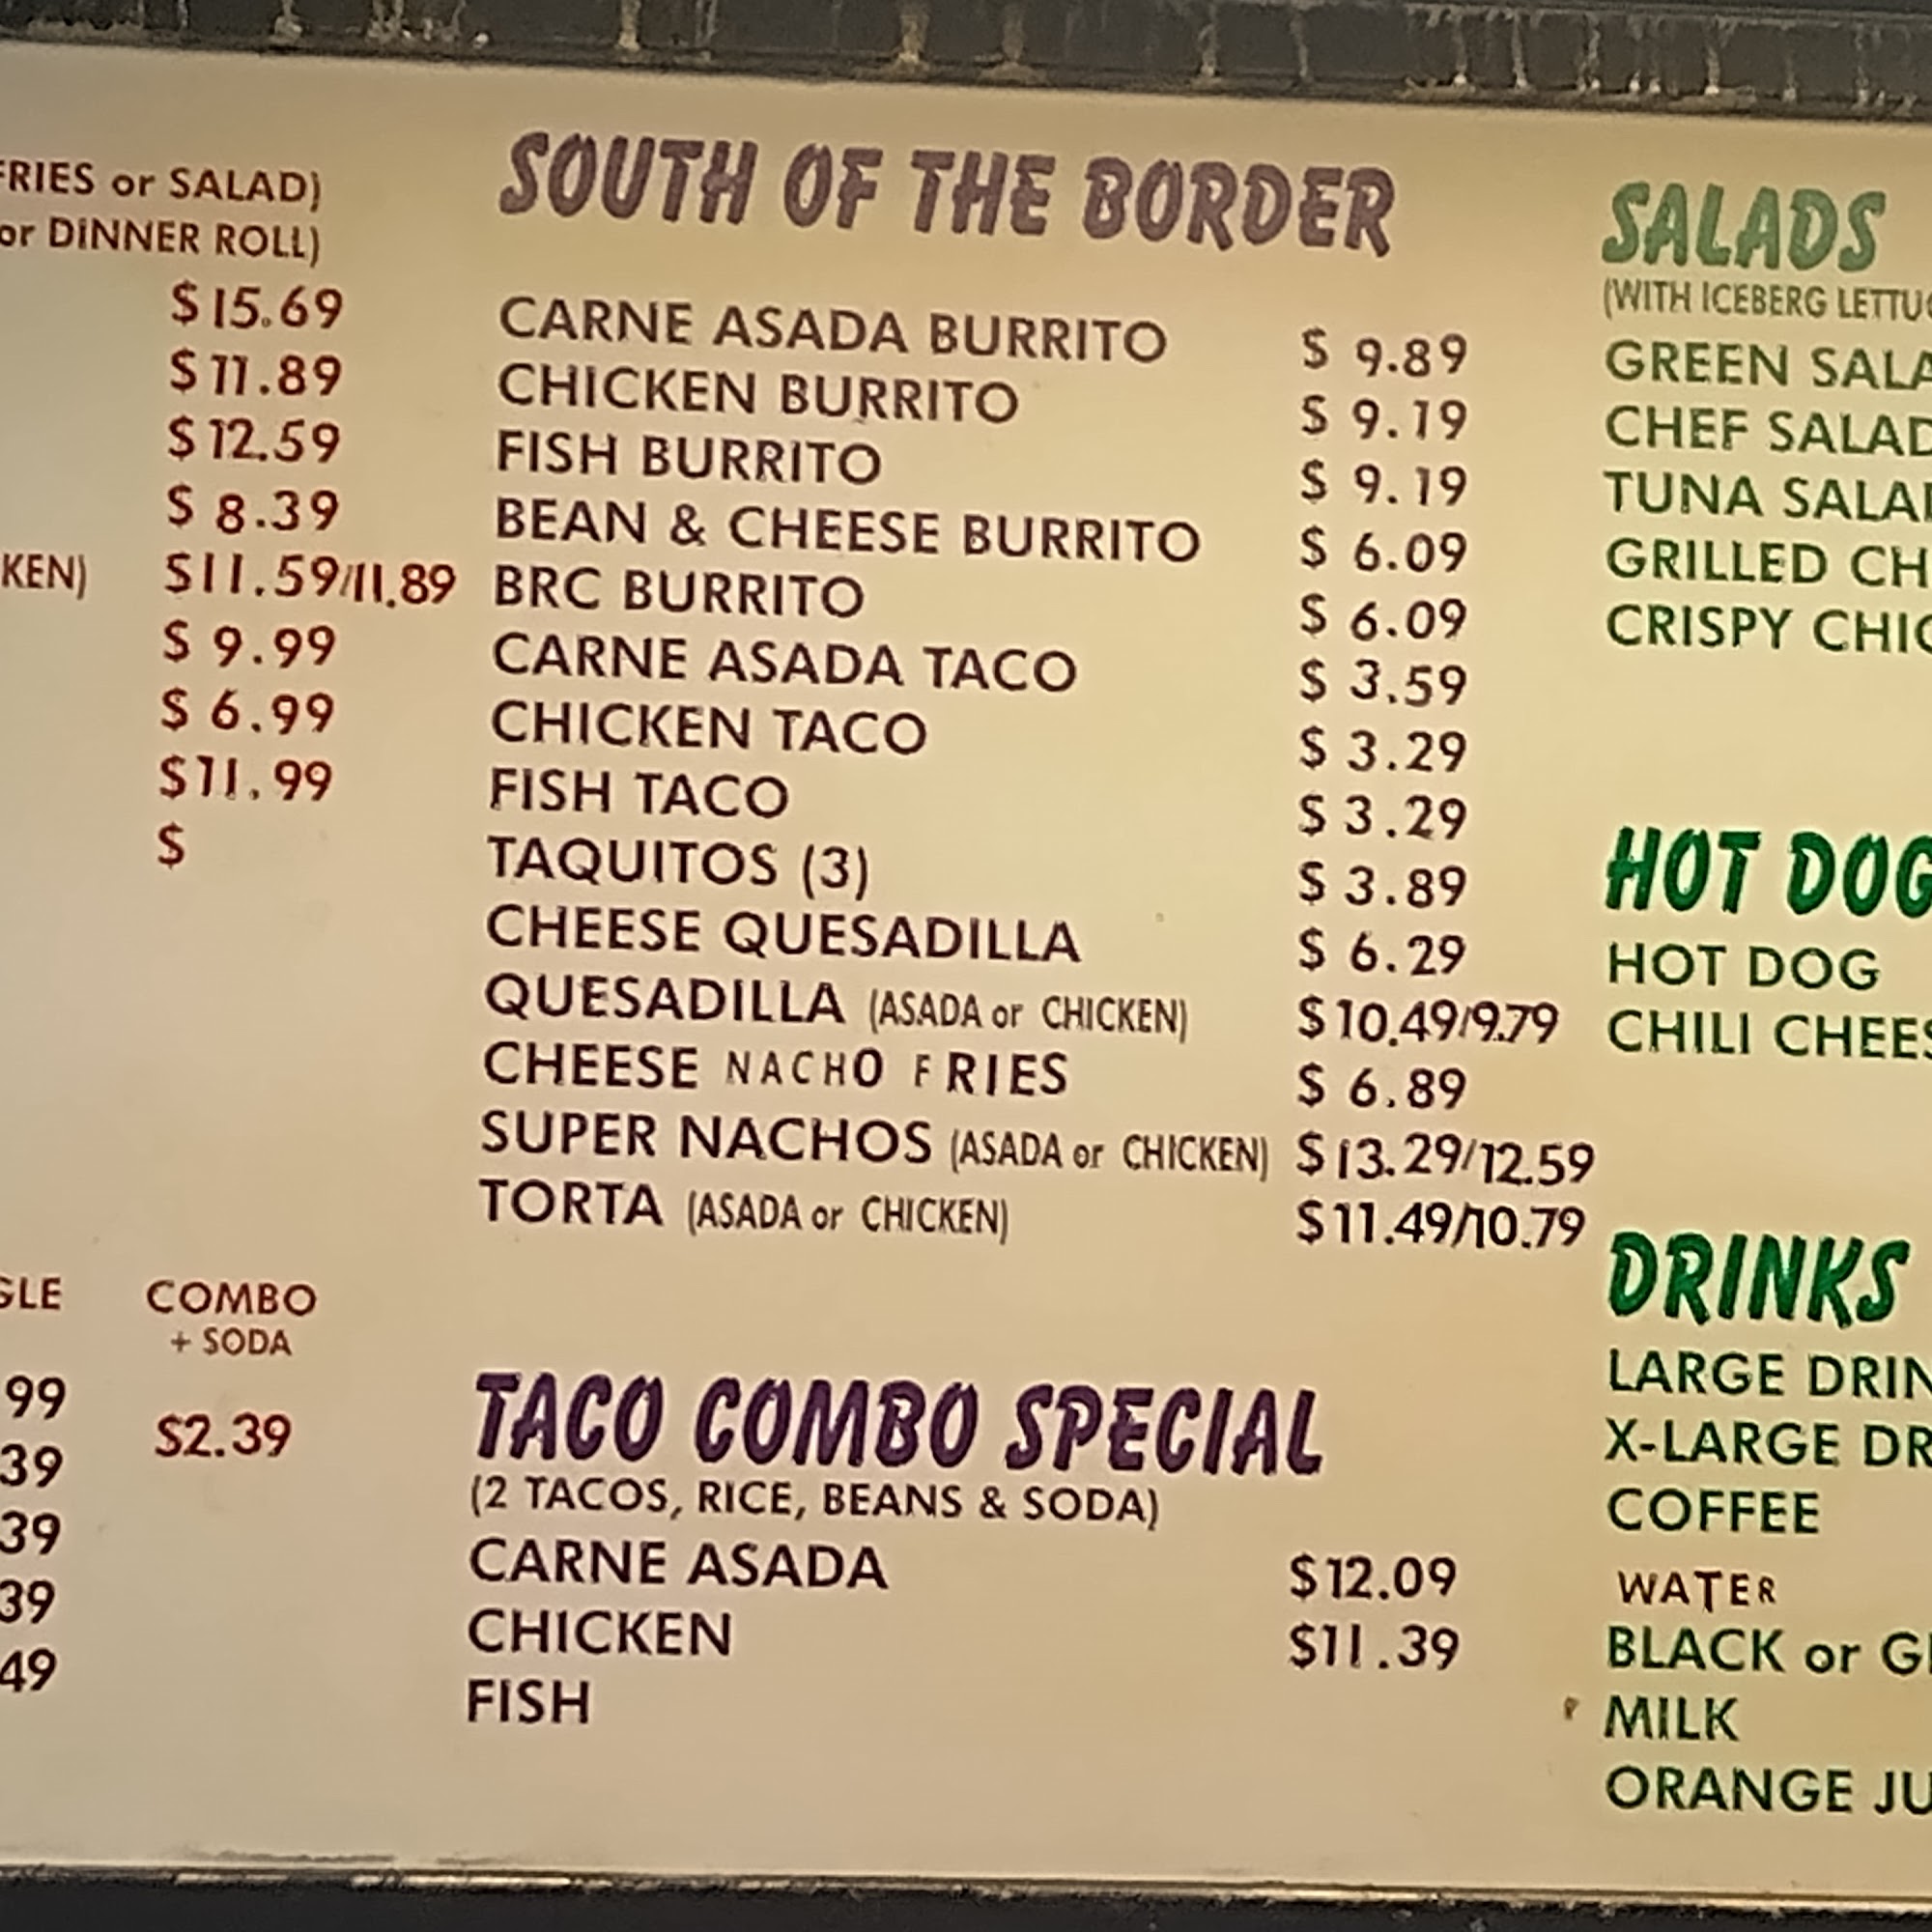 FRIES or SALAD)
or DINNER ROLL)
$ 15.69
$ 11.89
$ 12.59
$ 8.39
KEN) $11.59/11.89
$ 9.99
$ 6.99
$11.99
$
GLE COMBO
+ SODA
99 $2.39
39
39
39
49
SOUTH OF THE BORDER
CARNE ASADA BURRITO $ 9.89
CHICKEN BURRITO $ 9.19
FISH BURRITO $ 9.19
BEAN & CHEESE BURRITO $ 6.09
BRC BURRITO $ 6.09
CARNE ASADA TACO $ 3.59
CHICKEN TACO $ 3.29
FISH TACO $ 3.29
TAQUITOS (3) $ 3.89
CHEESE QUESADILLA $ 6.29
QUESADILLA (ASADA or CHICKEN) $10.49/9.79
CHEESE NACHO FRIES $ 6.89
SUPER NACHOS (ASADA or CHICKEN) $13.29/12.59
TORTA (ASADA or CHICKEN) $11.49/10.79
TACO COMBO SPECIAL
(2 TACOS, RICE, BEANS & SODA)
CARNE ASADA $12.09
CHICKEN $11.39
FISH
SALADS
(WITH ICEBERG LETTUC
GREEN SALA
CHEF SALAD
TUNA SALA
GRILLED CH
CRISPY CHIC
HOT DOG
HOT DOG
CHILI CHEES
DRINKS
LARGE DRIN
X-LARGE DR
COFFEE
WATER
BLACK or G
MILK
ORANGE JU